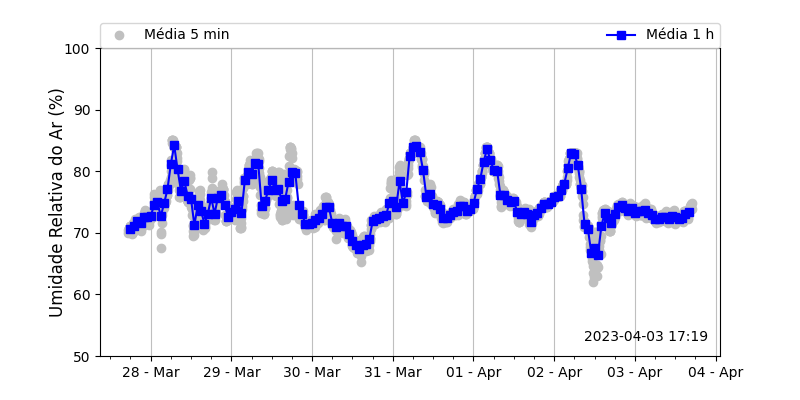 Média 5 min
Média 1 h
Umidade Relativa do Ar (%)
100
90
80
70
60
50
2023-04-03 17:19
28 - Mar
29 - Mar
30 - Mar
31 - Mar
01 - Apr
02 - Apr
03 - Apr
04 - Apr